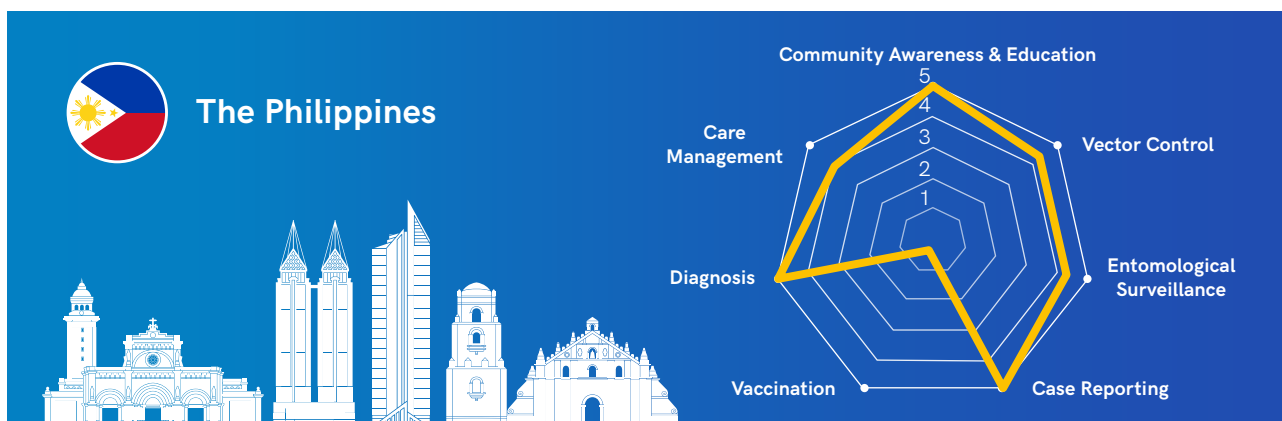 The Philippines
Community Awareness & Education
5
4
3
2
1
Care
Management
Vector Control
Diagnosis
Entomological
Surveillance
Vaccination
Case Reporting